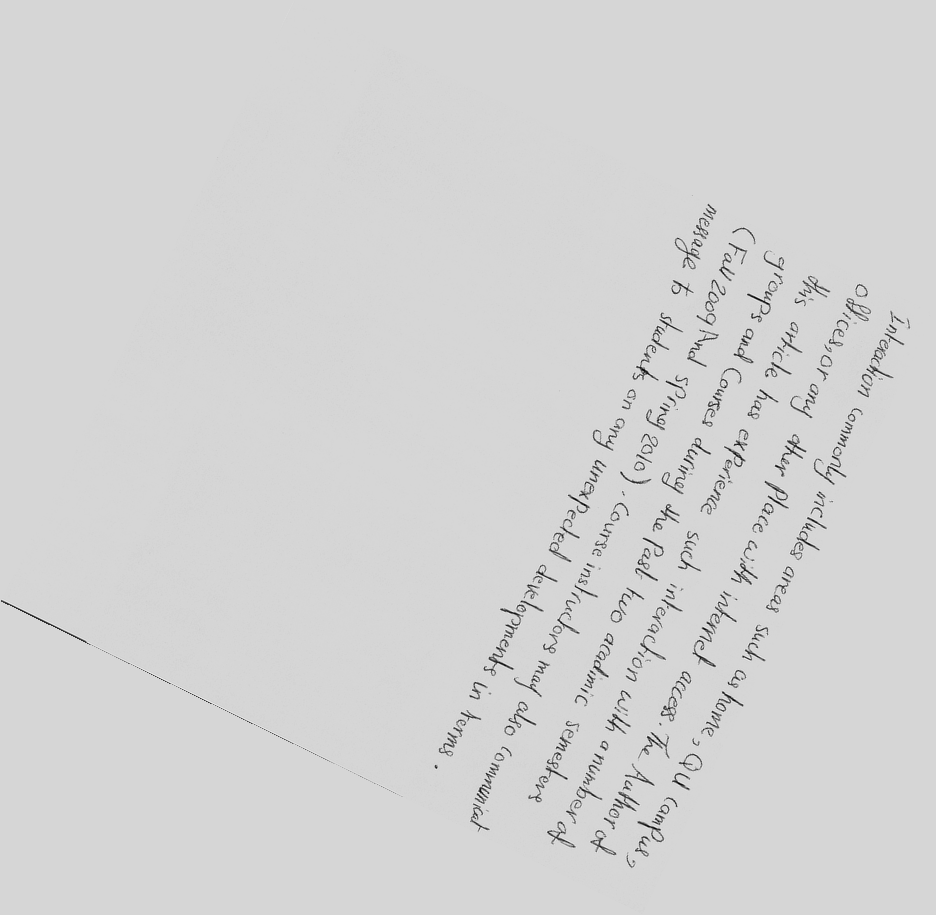 Interaction commonly includes areas such as home, QU campus,
offices, or any other place with internet access. The Author of
this article has experience such interaction with a number of
groups and Courses during the past two acadmic semesters
(Fall 2009 And spring 2010). Course instructors may also communicat
message to students on any unexpected developments in terms.